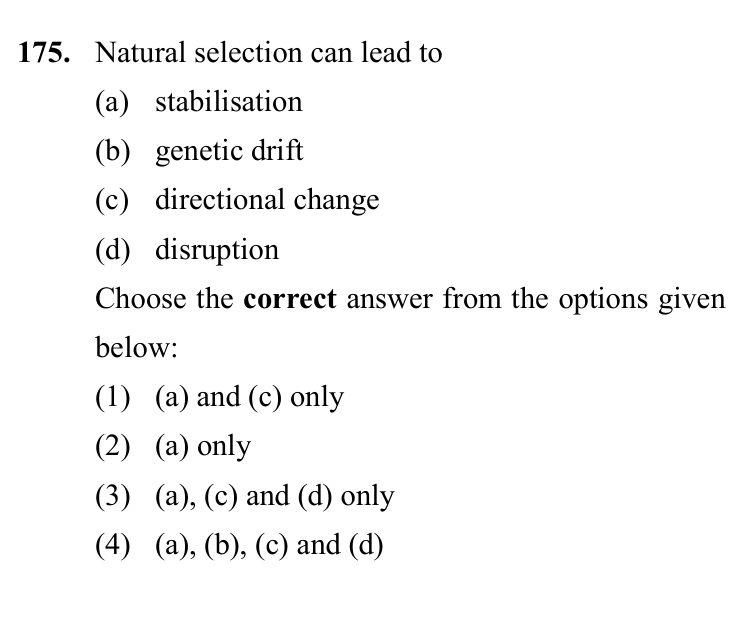 175. Natural selection can lead to
(a) stabilisation
(b) genetic drift
(c) directional change
(d) disruption
Choose the correct answer from the options given
below:
(1) (a) and (c) only
(2) (a) only
(3) (a), (c) and (d) only
(4) (a), (b), (c) and (d)